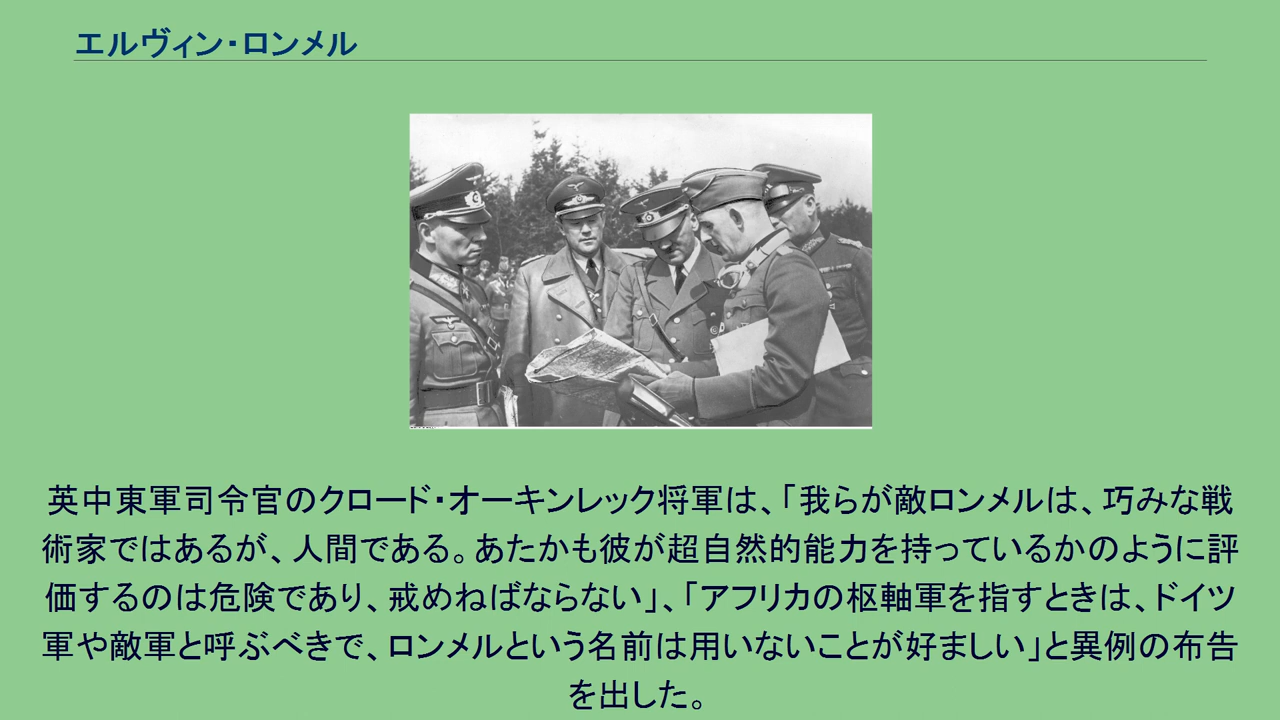 エルヴィン・ロンメル
英中東軍司令官のクロード・オーキンレック将軍は、「我らが敵ロンメルは、巧みな戦
術家ではあるが、人間である。あたかも彼が超自然的能力を持っているかのように評
価するのは危険であり、戒めねばならない」、「アフリカの枢軸軍を指すときは、ドイツ
軍や敵軍と呼ぶべきで、ロンメルという名前は用いないことが好ましい」と異例の布告
を出した。